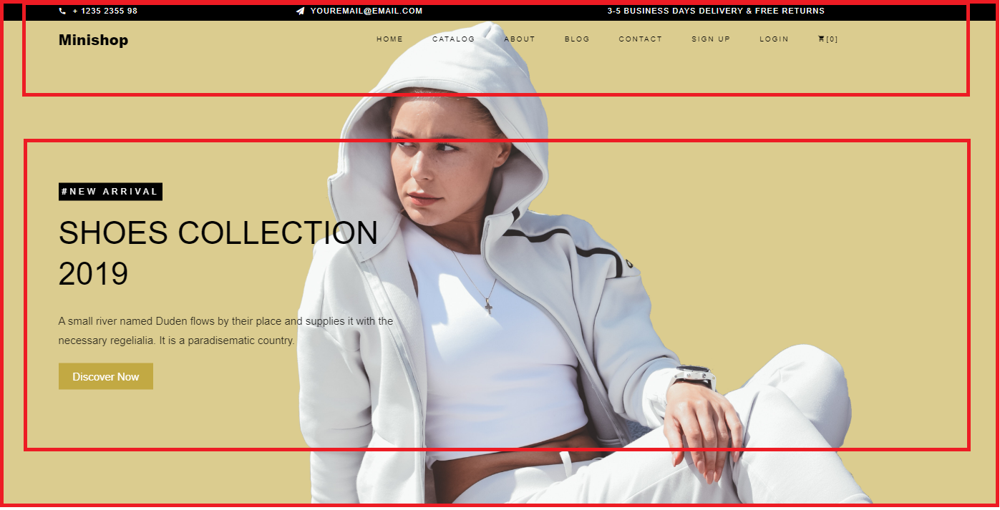 + 1235 2355 98 YOUREMAIL@EMAIL.COM 3-5 BUSINESS DAYS DELIVERY & FREE RETURNS
Minishop HOME CATALOG ABOUT BLOG CONTACT SIGN UP LOGIN [0]
#NEW ARRIVAL
SHOES COLLECTION
2019
A small river named Duden flows by their place and supplies it with the
necessary regelialia. It is a paradisematic country.
Discover Now